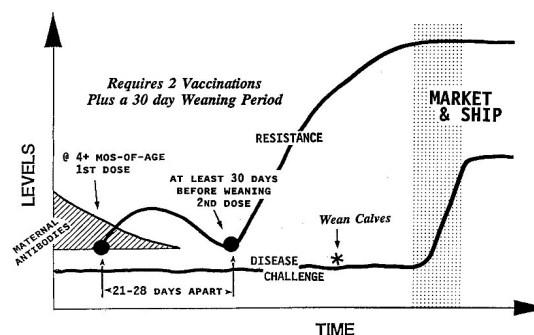 Requires 2 Vaccinations
Plus a 30 day Weaning Period
MARKET
& SHIP
RESISTANCE
@ 4+ MOS-OF-AGE
1ST DOSE
AT LEAST 30 DAYS
BEFORE WEANING
2ND DOSE
LEVELS
MATERNAL
ANTIBODIES
Wean Calves
*
DISEASE
CHALLENGE
21-28 DAYS APART
TIME